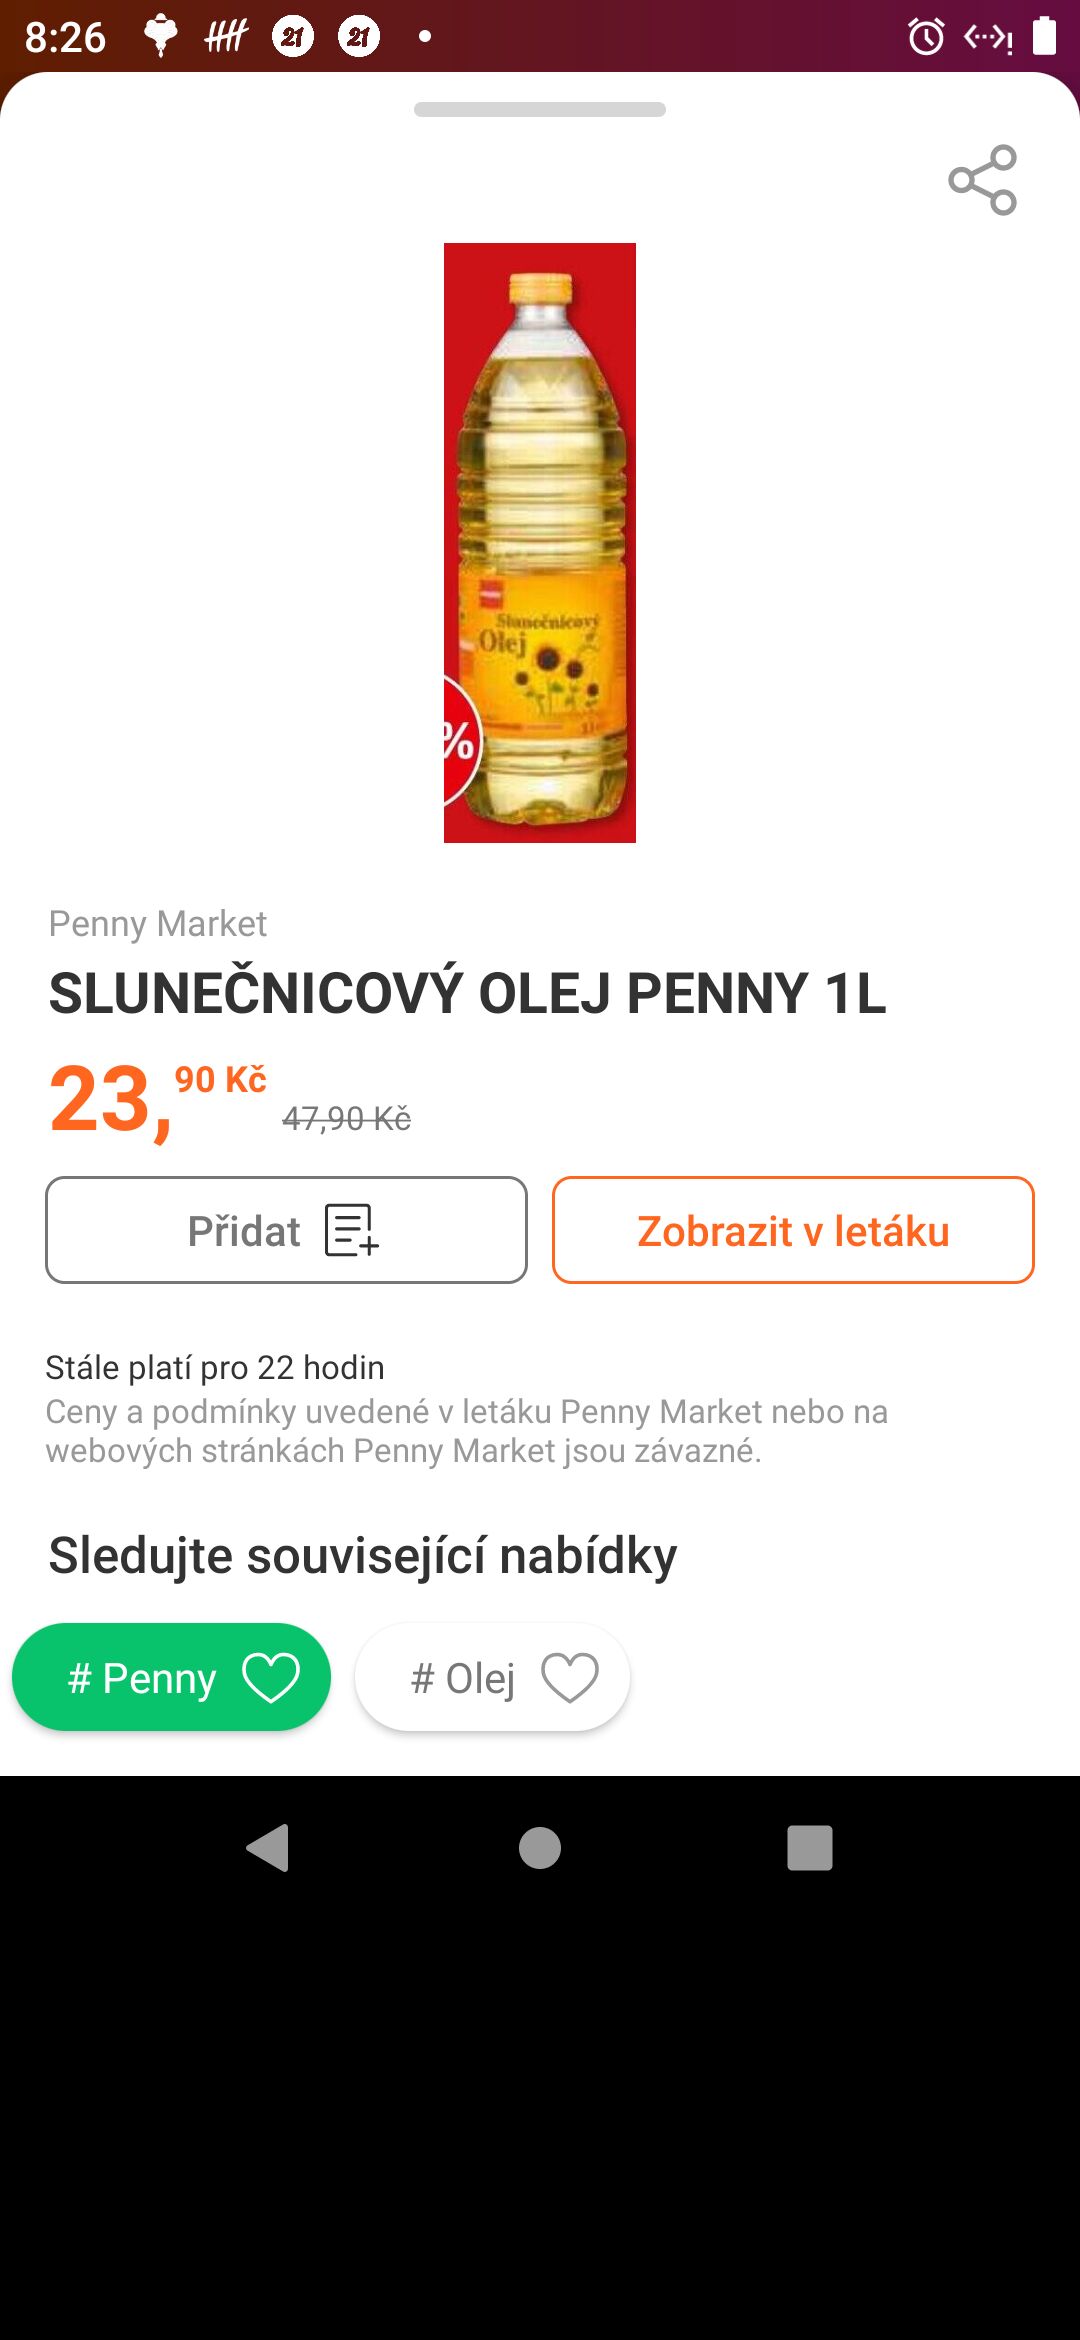 8:26
21
21
Slunečnicový
Olej
%
Penny Market
SLUNEČNICOVÝ OLEJ PENNY 1L
23,90 Kč
47,90 Kč
Přidat
Zobrazit v letáku
Stále platí pro 22 hodin
Ceny a podmínky uvedené v letáku Penny Market nebo na
webových stránkách Penny Market jsou závazné.
Sledujte související nabídky
# Penny
# Olej